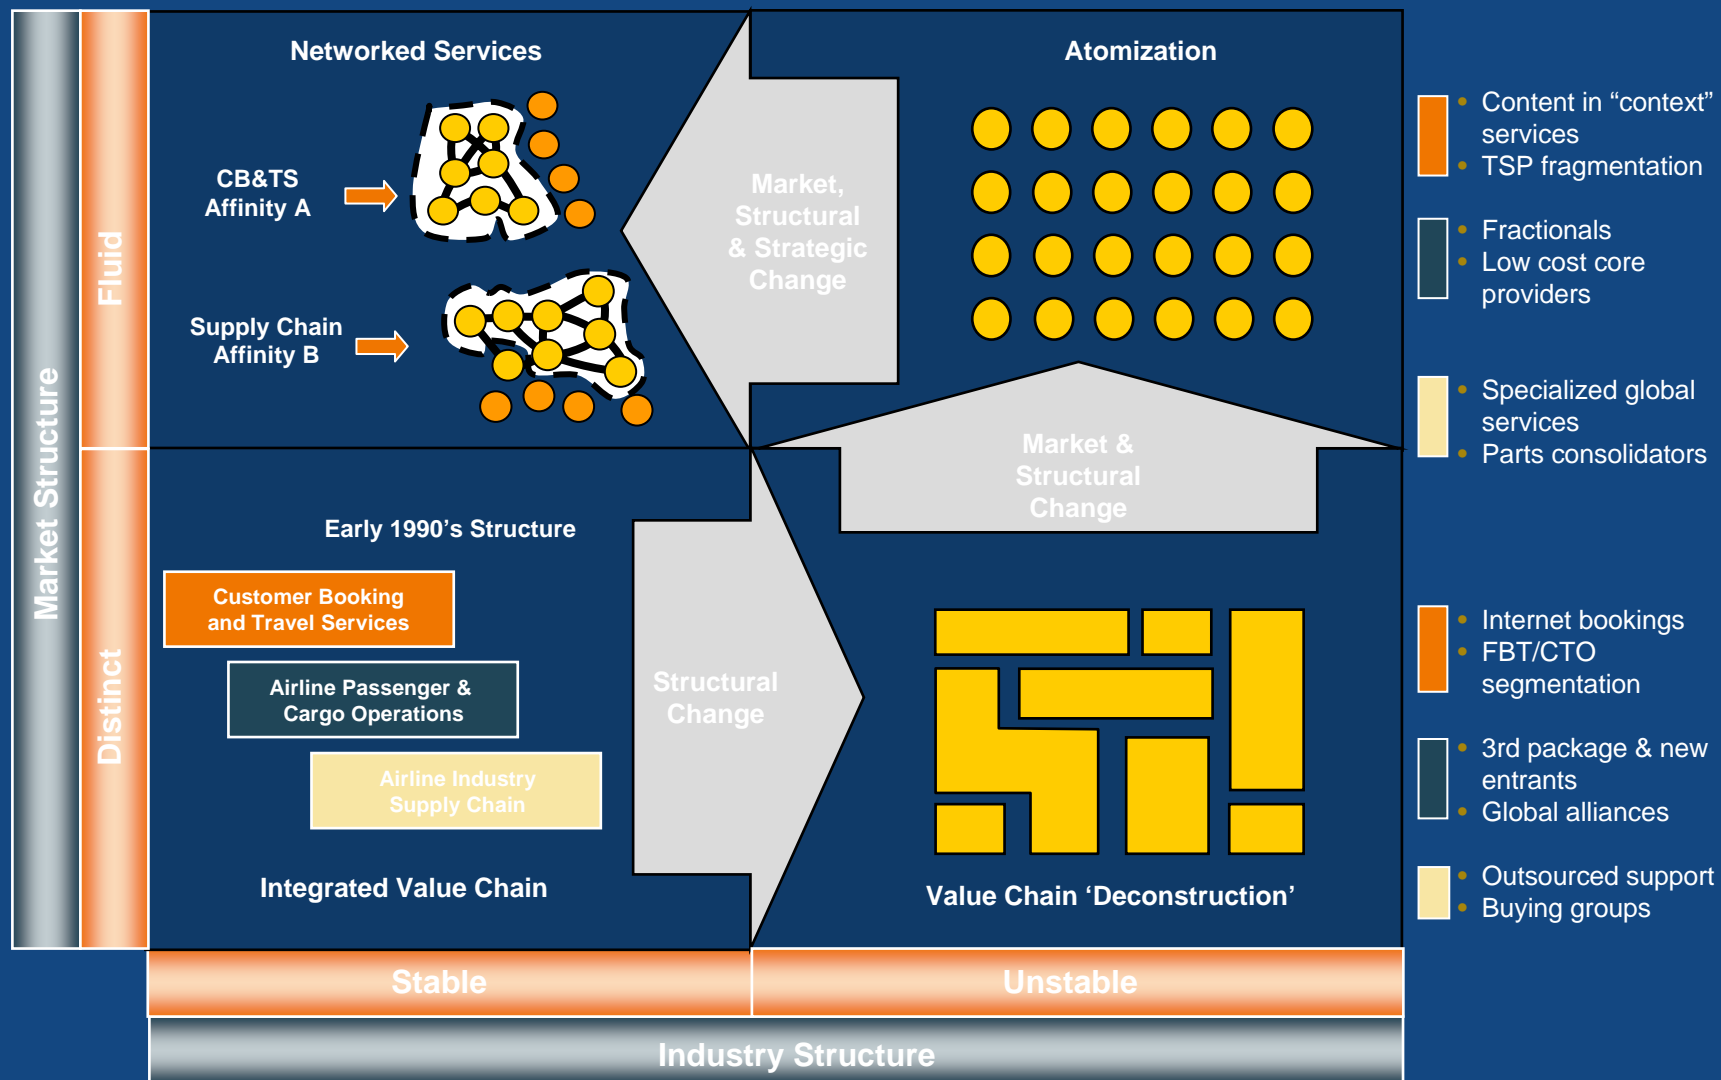 Market Structure
Fluid
Distinct
Networked Services
CB&TS
Affinity A
Supply Chain
Affinity B
Market,
Structural
& Strategic
Change
Atomization
Market &
Structural
Change
Early 1990's Structure
Customer Booking
and Travel Services
Airline Passenger &
Cargo Operations
Airline Industry
Supply Chain
Integrated Value Chain
Structural
Change
Value Chain ‘Deconstruction’
Stable
Unstable
Industry Structure
• Content in “context”
services
• TSP fragmentation
• Fractionals
• Low cost core
providers
• Specialized global
services
• Parts consolidators
• Internet bookings
• FBT/CTO
segmentation
• 3rd package & new
entrants
• Global alliances
• Outsourced support
• Buying groups